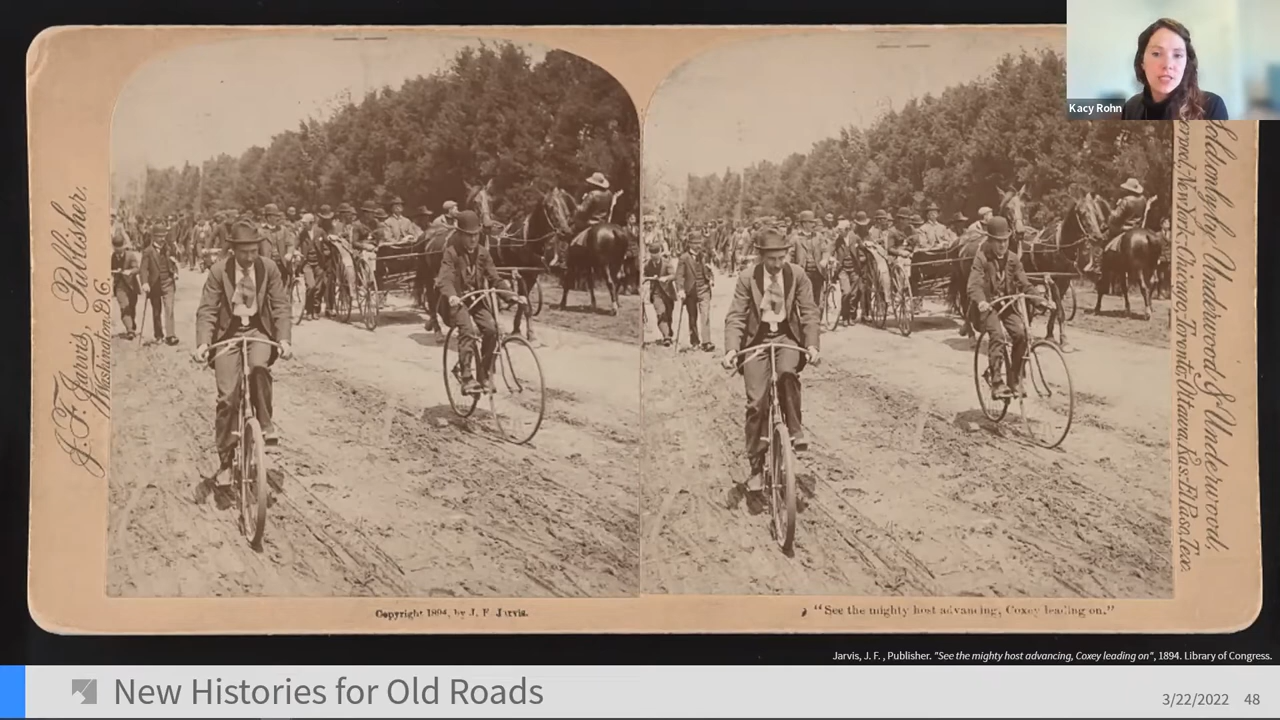 Kacy Rohn
J. F. Jarvis, Publisher.
Washington D.C.
Sold only by Underwood & Underwood,
New York, Chicago, Toronto, Ottawa, Kas. El Paso, Tex.
Copyright 1894, by J. F. Jarvis.
"See the mighty host advancing, Coxey leading on."
Jarvis, J. F. , Publisher. "See the mighty host advancing, Coxey leading on", 1894. Library of Congress.
New Histories for Old Roads
3/22/2022 48